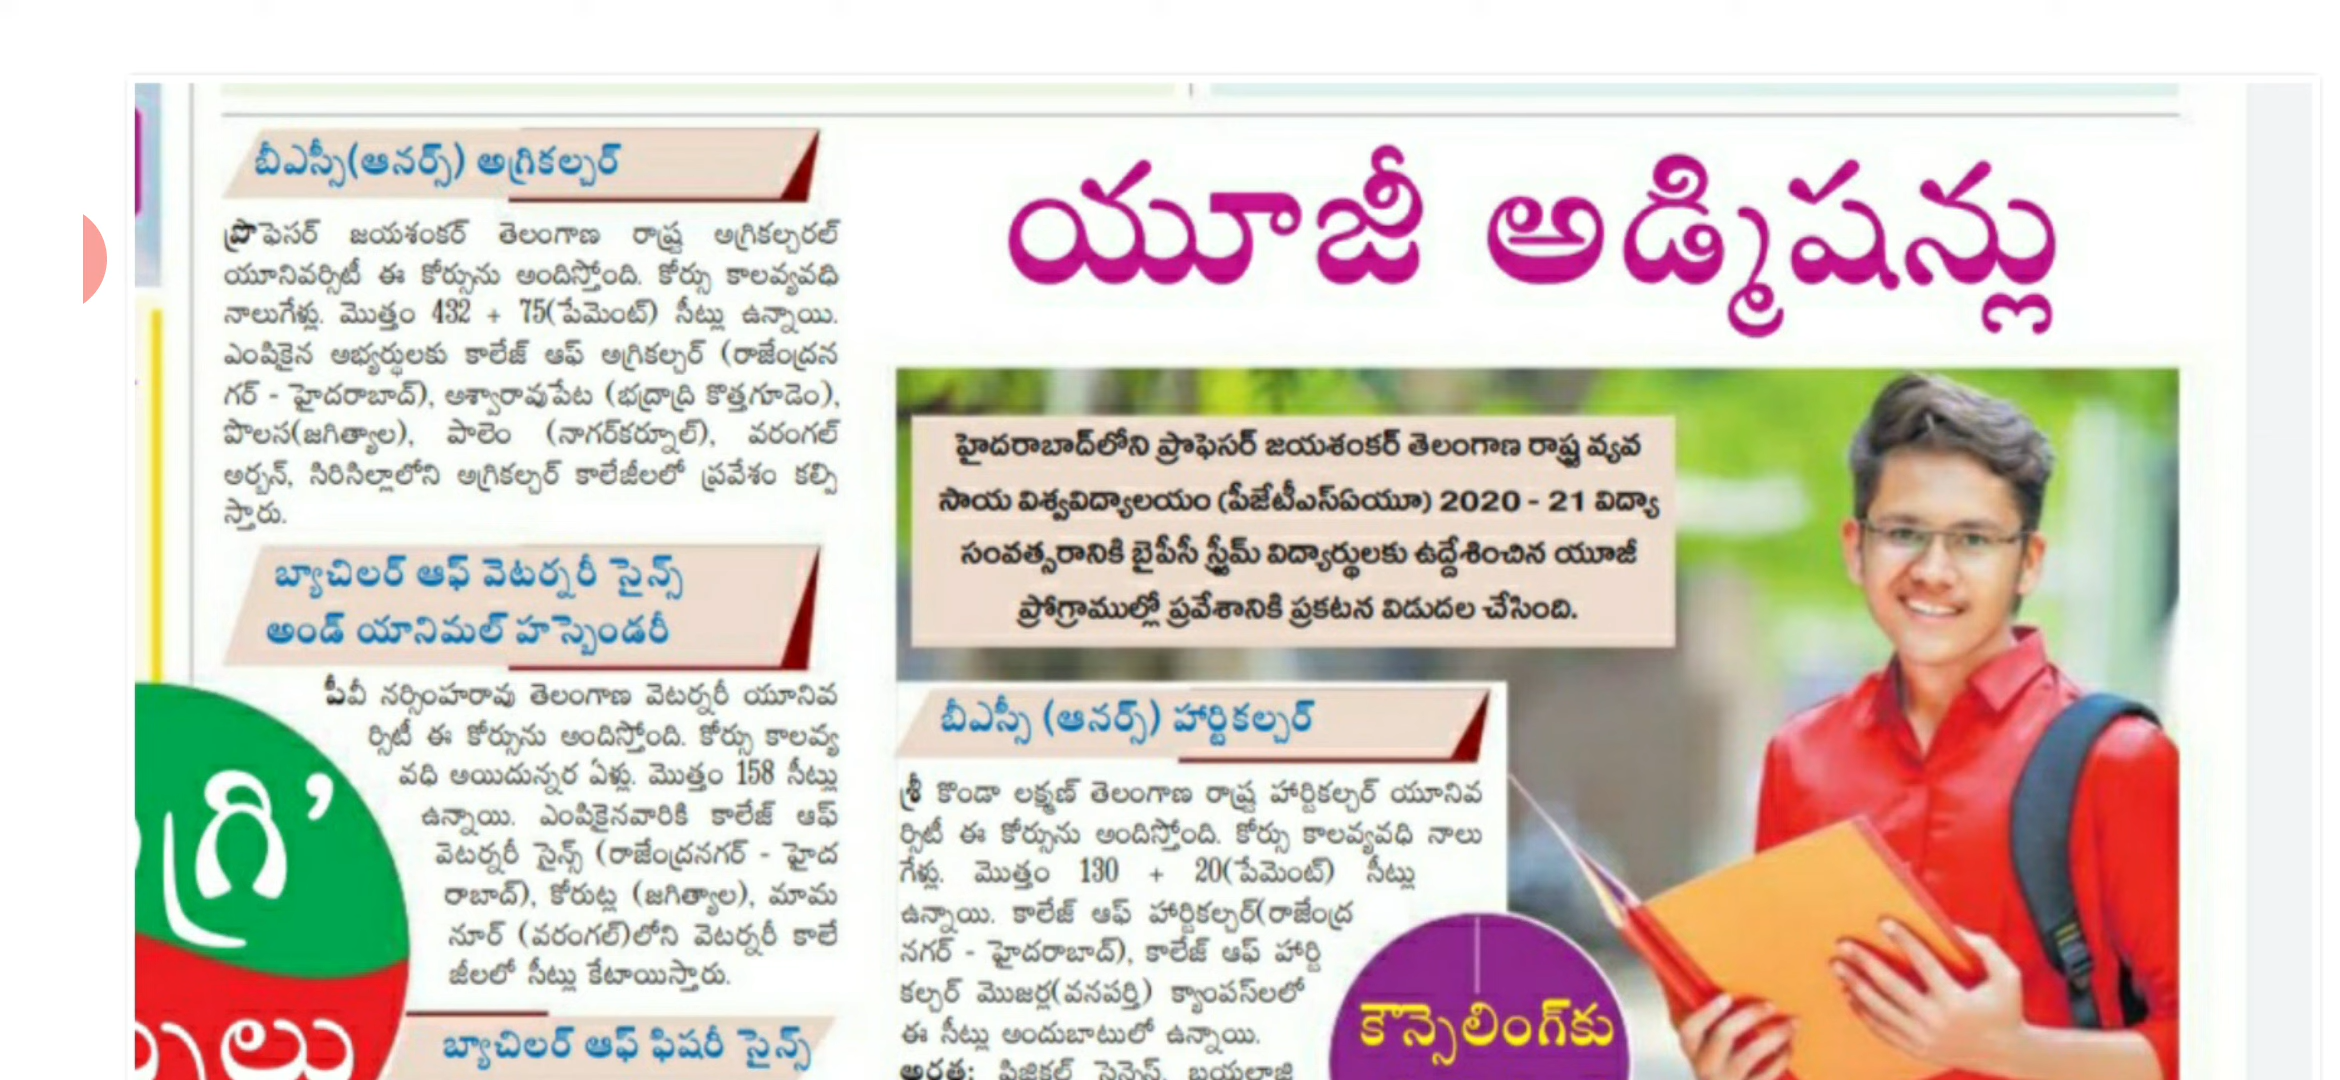 బీఎస్సీ(ఆనర్స్) అగ్రికల్చర్
ప్రొఫెసర్ జయశంకర్ తెలంగాణ రాష్ట్ర అగ్రికల్చరల్
యూనివర్సిటీ ఈ కోర్సును అందిస్తోంది. కోర్సు కాలవ్యవధి
నాలుగేళ్లు. మొత్తం 432 + 75(పేమెంట్) సీట్లు ఉన్నాయి.
ఎంపికైన అభ్యర్థులకు కాలేజ్ ఆఫ్ అగ్రికల్చర్ (రాజేంద్రన
గర్ - హైదరాబాద్), అశ్వారావుపేట (భద్రాద్రి కొత్తగూడెం),
పొలస(జగిత్యాల), పాలెం (నాగర్‌కర్నూల్), వరంగల్
అర్బన్, సిరిసిల్లాలోని అగ్రికల్చర్ కాలేజీలలో ప్రవేశం కల్పి
స్తారు.
బ్యాచిలర్ ఆఫ్ వెటర్నరీ సైన్స్
అండ్ యానిమల్ హస్బెండరీ
పీవీ నర్సింహరావు తెలంగాణ వెటర్నరీ యూనివ
ర్సిటీ ఈ కోర్సును అందిస్తోంది. కోర్సు కాలవ్య
వధి అయిదున్నర ఏళ్లు. మొత్తం 158 సీట్లు
ఉన్నాయి. ఎంపికైనవారికి కాలేజ్ ఆఫ్
వెటర్నరీ సైన్స్ (రాజేంద్రనగర్ - హైద
రాబాద్), కోరుట్ల (జగిత్యాల), మామ
నూర్ (వరంగల్)లోని వెటర్నరీ కాలే
జీలలో సీట్లు కేటాయిస్తారు.
బ్యాచిలర్ ఆఫ్ ఫిషరీ సైన్స్
యూజీ అడ్మిషన్లు
హైదరాబాద్‌లోని ప్రొఫెసర్ జయశంకర్ తెలంగాణ రాష్ట్ర వ్యవ
సాయ విశ్వవిద్యాలయం (పీజేటీఎస్ఏయూ) 2020 - 21 విద్యా
సంవత్సరానికి బైపీసీ స్ట్రీమ్ విద్యార్థులకు ఉద్దేశించిన యూజీ
ప్రోగ్రాముల్లో ప్రవేశానికి ప్రకటన విడుదల చేసింది.
బీఎస్సీ (ఆనర్స్) హార్టికల్చర్
శ్రీ కొండా లక్ష్మణ్ తెలంగాణ రాష్ట్ర హార్టికల్చర్ యూనివ
ర్సిటీ ఈ కోర్సును అందిస్తోంది. కోర్సు కాలవ్యవధి నాలు
గేళ్లు. మొత్తం 130 + 20(పేమెంట్) సీట్లు
ఉన్నాయి. కాలేజ్ ఆఫ్ హార్టికల్చర్(రాజేంద్ర
నగర్ - హైదరాబాద్), కాలేజ్ ఆఫ్ హార్టి
కల్చర్ మొజర్ల(వనపర్తి) క్యాంపస్‌లలో
ఈ సీట్లు అందుబాటులో ఉన్నాయి.
అర్హత: ఫిజికల్ సైన్సెస్, బయలాజి
కౌన్సెలింగ్‌కు